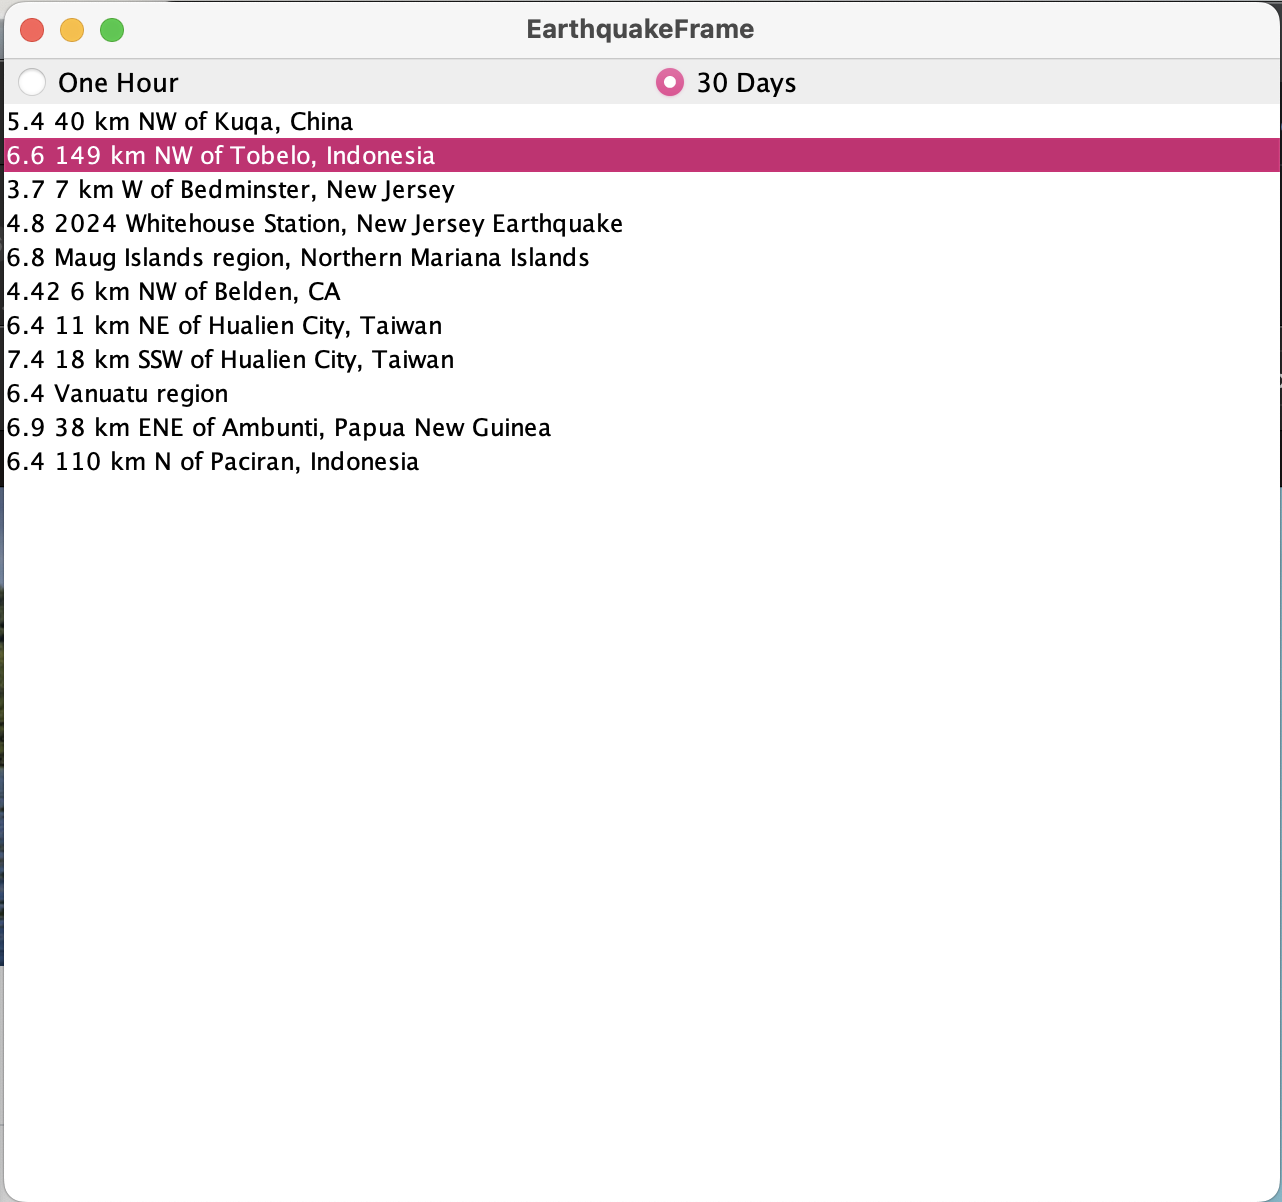 EarthquakeFrame
One Hour
30 Days
5.4 40 km NW of Kuqa, China
6.6 149 km NW of Tobelo, Indonesia
3.7 7 km W of Bedminster, New Jersey
4.8 2024 Whitehouse Station, New Jersey Earthquake
6.8 Maug Islands region, Northern Mariana Islands
4.42 6 km NW of Belden, CA
6.4 11 km NE of Hualien City, Taiwan
7.4 18 km SSW of Hualien City, Taiwan
6.4 Vanuatu region
6.9 38 km ENE of Ambunti, Papua New Guinea
6.4 110 km N of Paciran, Indonesia